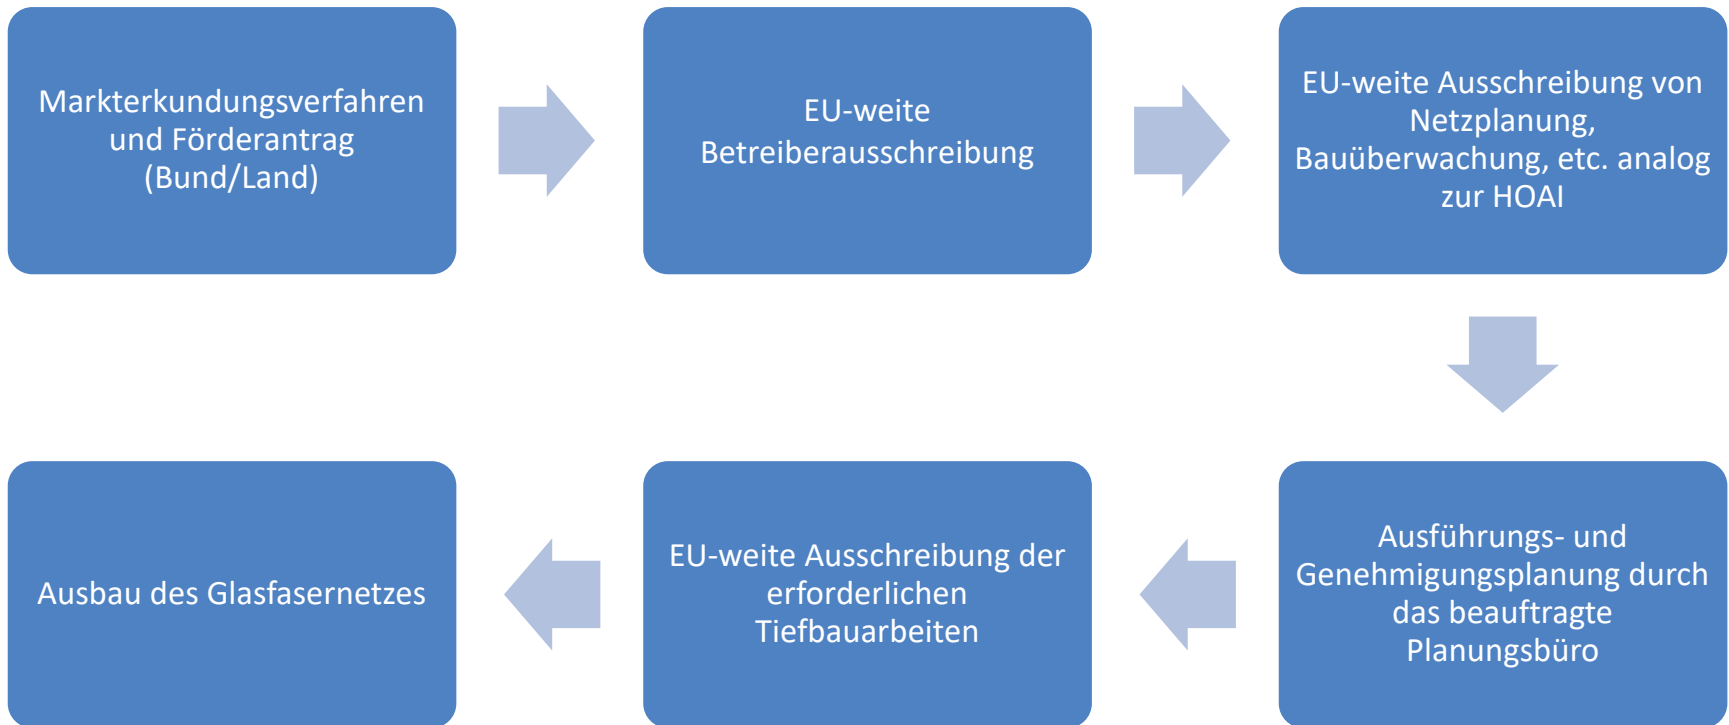 Markterkundungsverfahren
und Förderantrag
(Bund/Land)
EU-weite
Betreiberausschreibung
EU-weite Ausschreibung von
Netzplanung,
Bauüberwachung, etc. analog
zur HOAI
Ausführungs- und
Genehmigungsplanung durch
das beauftragte
Planungsbüro
EU-weite Ausschreibung der
erforderlichen
Tiefbauarbeiten
Ausbau des Glasfasernetzes